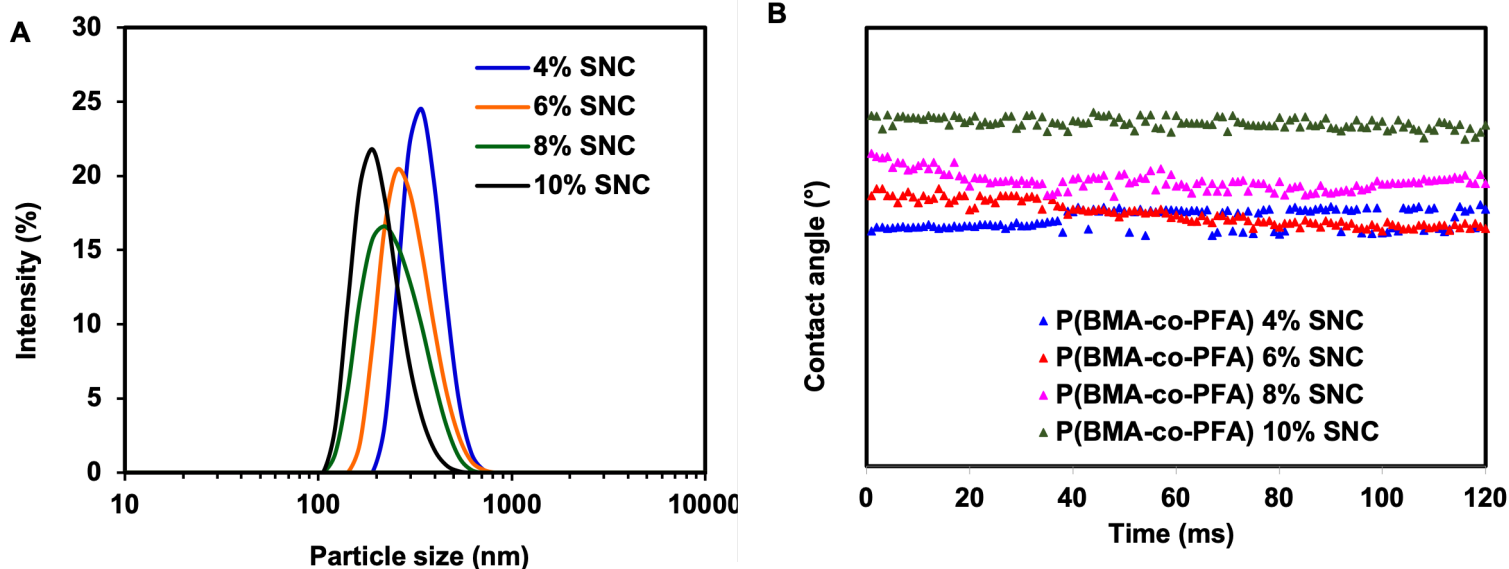 A
30
25
20
15
10
5
0
Intensity (%)
4% SNC
6% SNC
8% SNC
10% SNC
10
100
1000
10000
Particle size (nm)
B
Contact angle (°)
P(BMA-co-PFA) 4% SNC
P(BMA-co-PFA) 6% SNC
P(BMA-co-PFA) 8% SNC
P(BMA-co-PFA) 10% SNC
0
20
40
60
80
100
120
Time (ms)